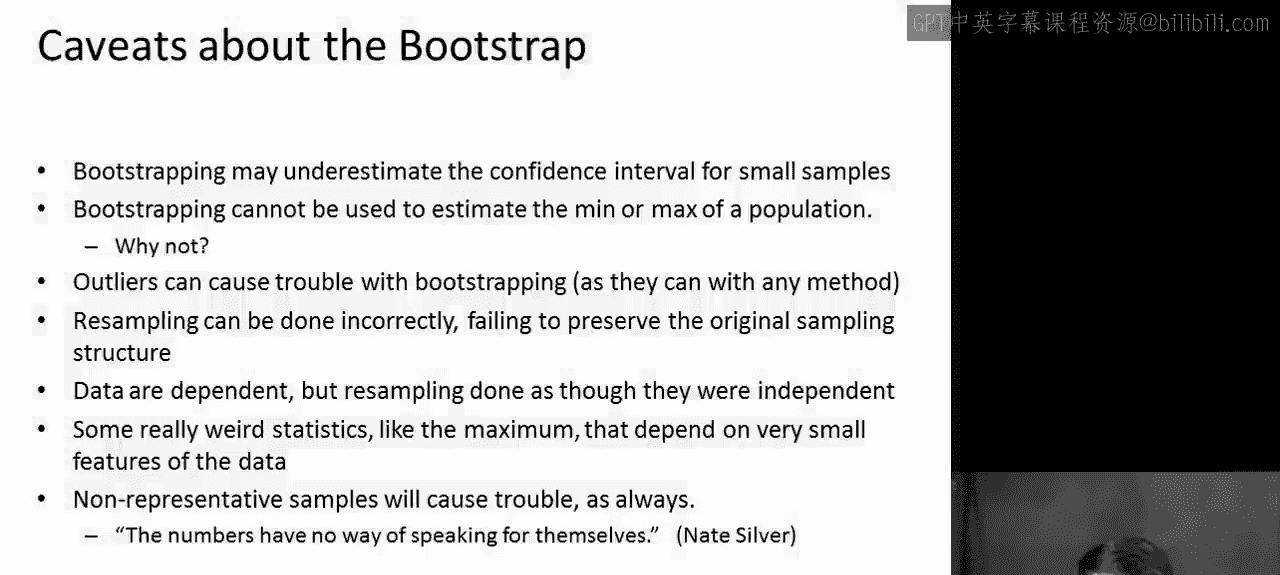 Caveats about the Bootstrap
GPT中英字幕课程资源@bilibili.com
• Bootstrapping may underestimate the confidence interval for small samples
• Bootstrapping cannot be used to estimate the min or max of a population.
– Why not?
• Outliers can cause trouble with bootstrapping (as they can with any method)
• Resampling can be done incorrectly, failing to preserve the original sampling
structure
• Data are dependent, but resampling done as though they were independent
• Some really weird statistics, like the maximum, that depend on very small
features of the data
• Non-representative samples will cause trouble, as always.
– “The numbers have no way of speaking for themselves.” (Nate Silver)